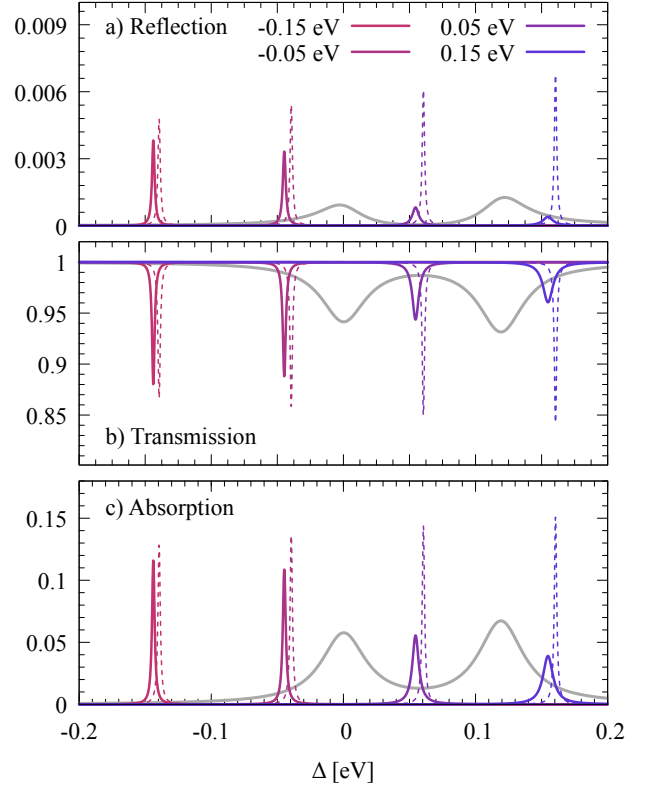 a) Reflection -0.15 eV 0.05 eV
-0.05 eV 0.15 eV
0.009
0.006
0.003
0
b) Transmission
1
0.95
0.9
0.85
c) Absorption
0.15
0.1
0.05
0
-0.2 -0.1 0 0.1 0.2
Δ [eV]